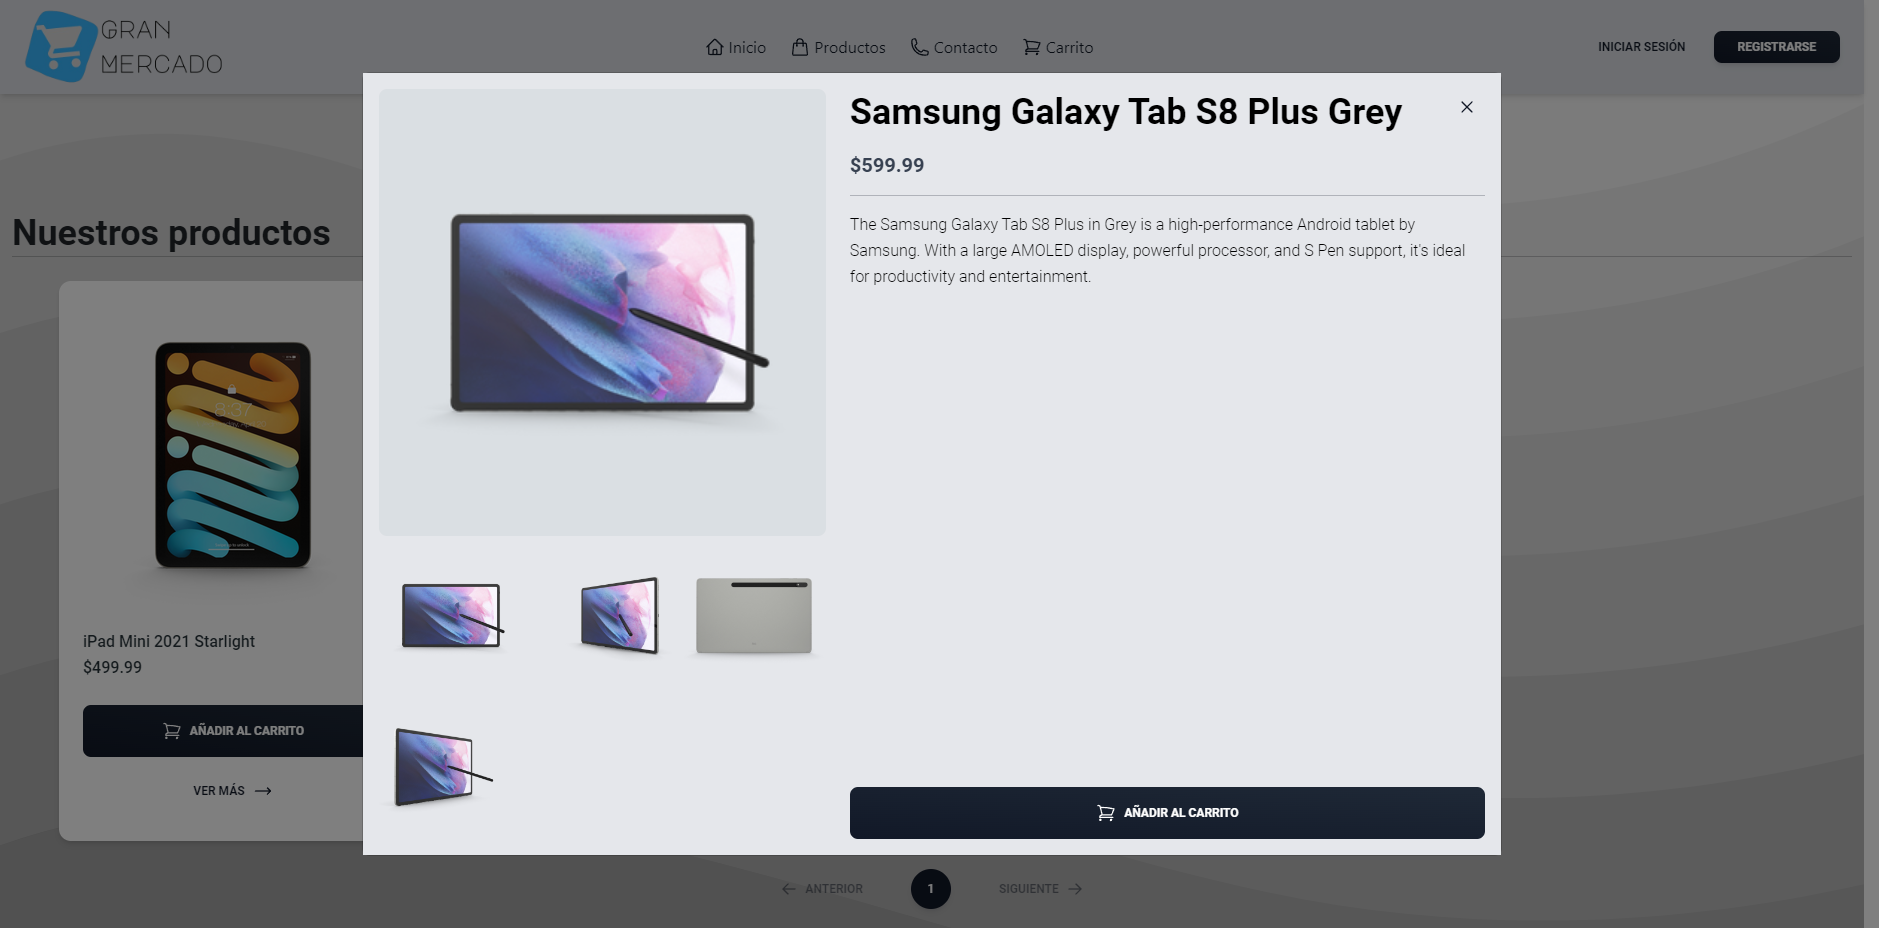 GRAN
MERCADO
Inicio
Productos
Contacto
Carrito
INICIAR SESIÓN
REGISTRARSE
Nuestros productos
8:37
iPad Mini 2021 Starlight
$499.99
AÑADIR AL CARRITO
VER MÁS
Samsung Galaxy Tab S8 Plus Grey
$599.99
The Samsung Galaxy Tab S8 Plus in Grey is a high-performance Android tablet by
Samsung. With a large AMOLED display, powerful processor, and S Pen support, it's ideal
for productivity and entertainment.
AÑADIR AL CARRITO
ANTERIOR
1
SIGUIENTE